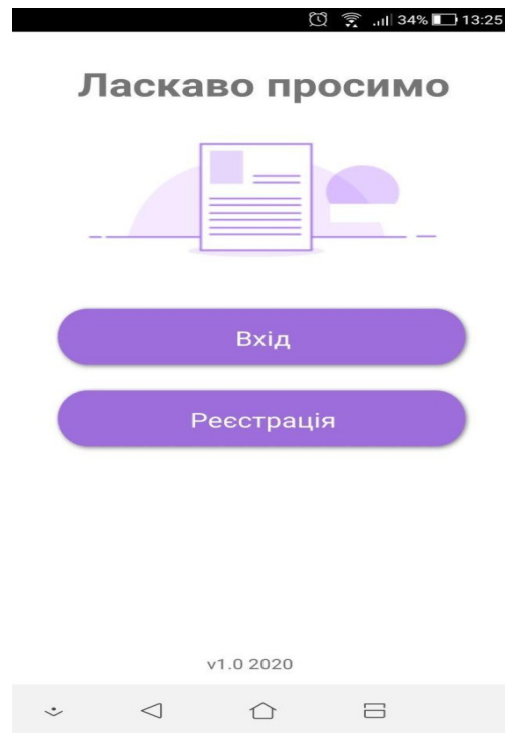 34% 13:25
Ласкаво просимо
Вхід
Реєстрація
v1.0 2020